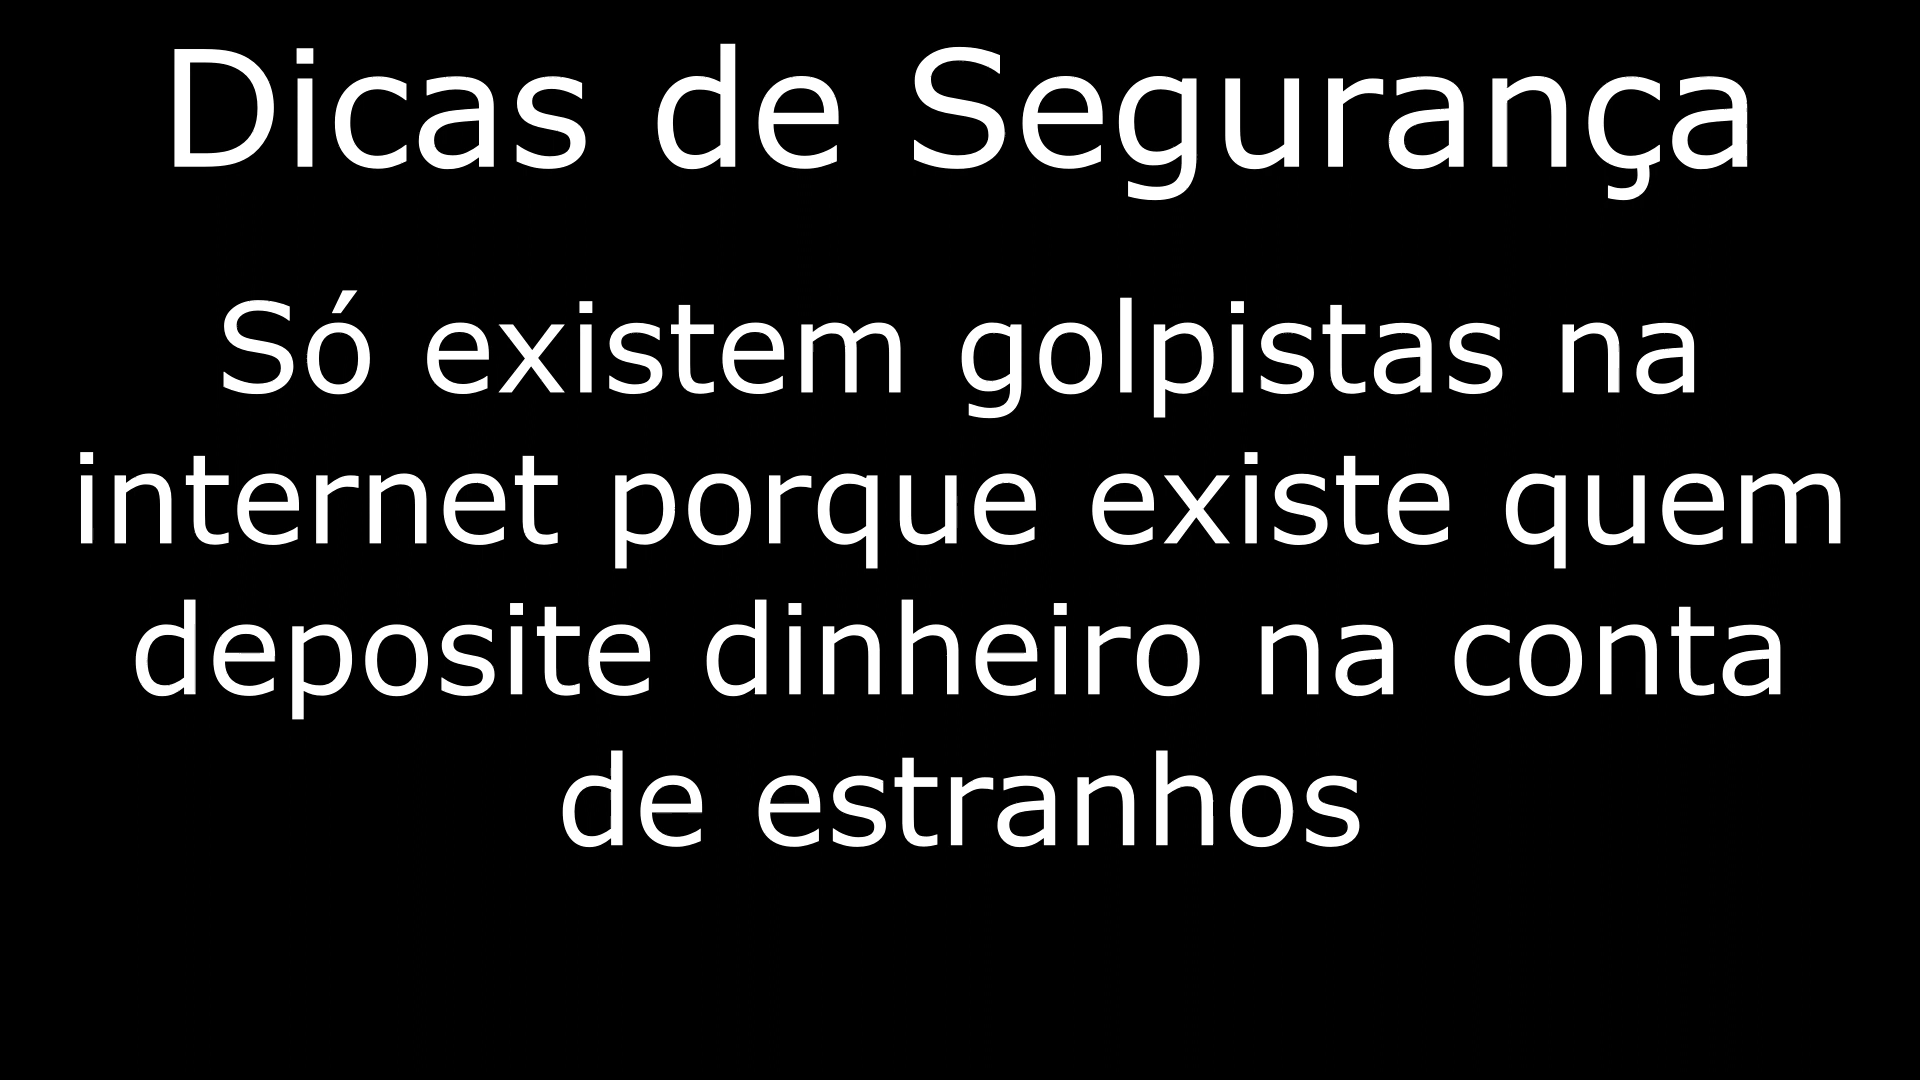 Dicas de Segurança
Só existem golpistas na
internet porque existe quem
deposite dinheiro na conta
de estranhos